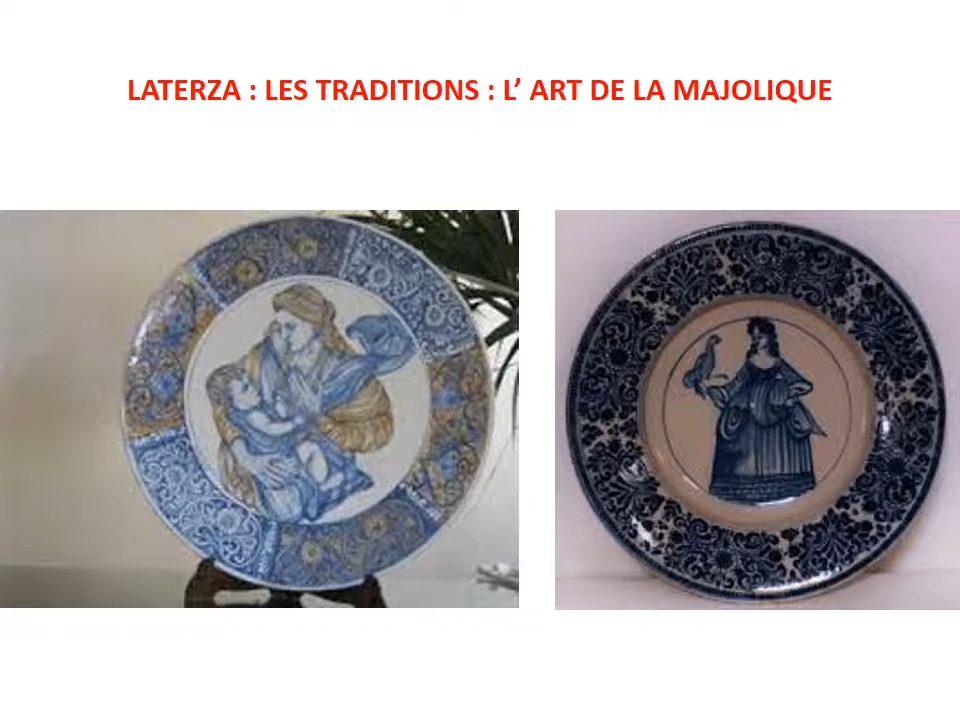 LATERZA : LES TRADITIONS : L’ ART DE LA MAJOLIQUE